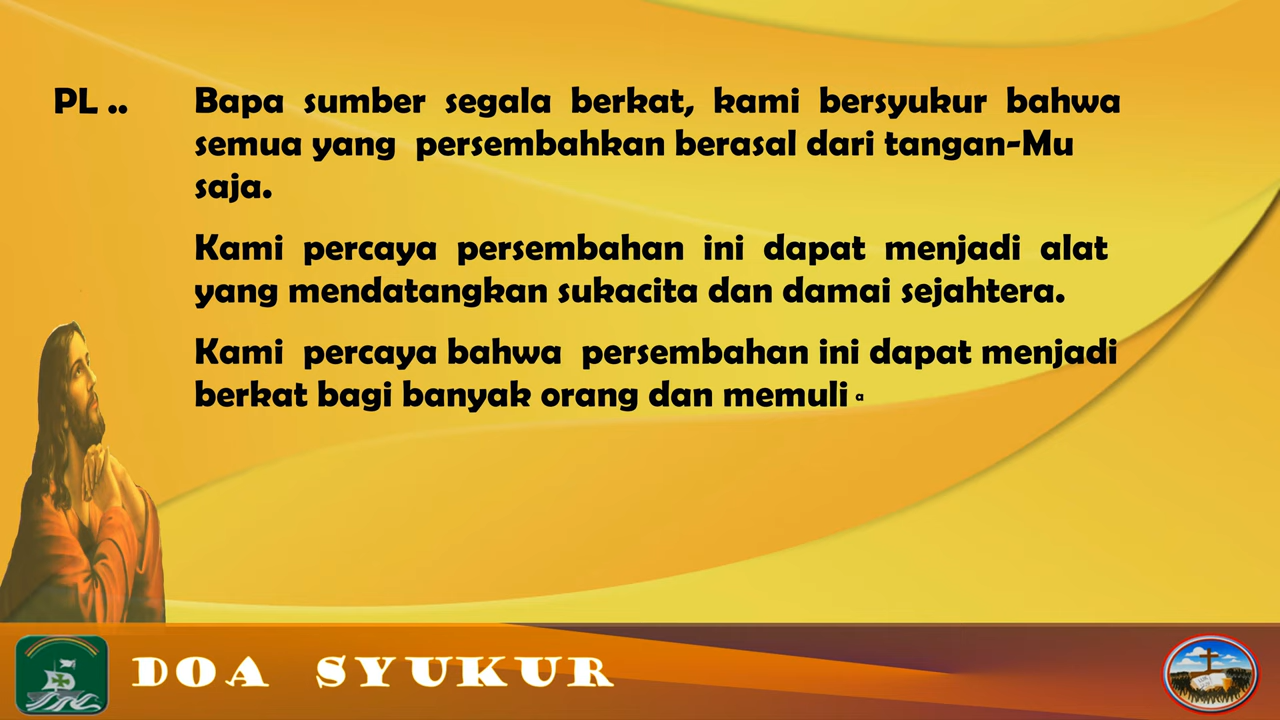 PL .. Bapa sumber segala berkat, kami bersyukur bahwa
semua yang persembahkan berasal dari tangan-Mu
saja.
Kami percaya persembahan ini dapat menjadi alat
yang mendatangkan sukacita dan damai sejahtera.
Kami percaya bahwa persembahan ini dapat menjadi
berkat bagi banyak orang dan memuli a
DOA SYUKUR